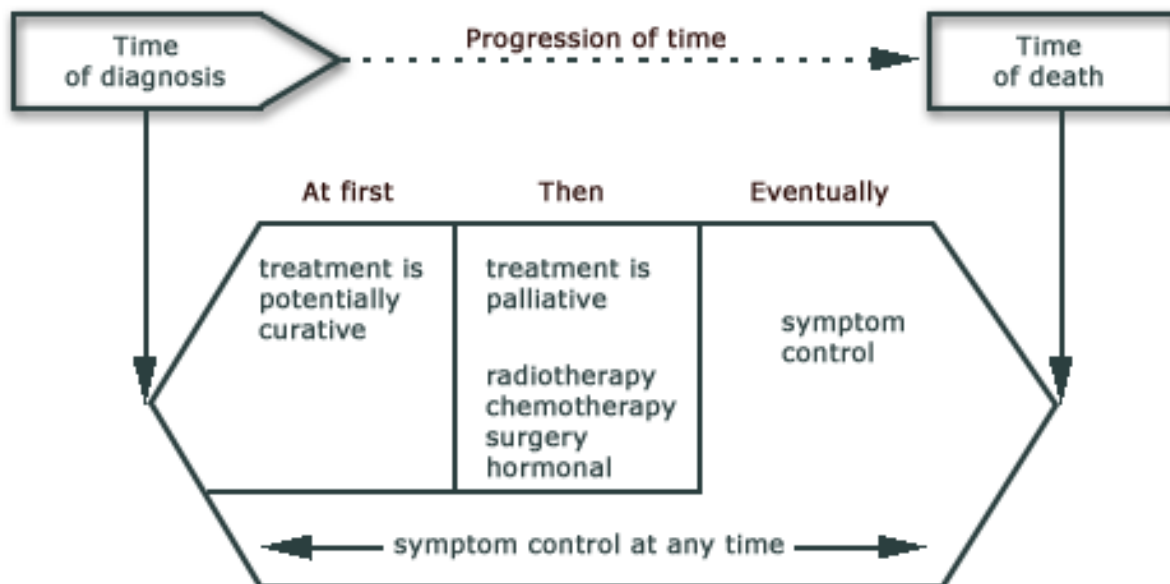 Time
of diagnosis
Progression of time
Time
of death
At first
Then
Eventually
treatment is
potentially
curative
treatment is
palliative
radiotherapy
chemotherapy
surgery
hormonal
symptom
control
symptom control at any time